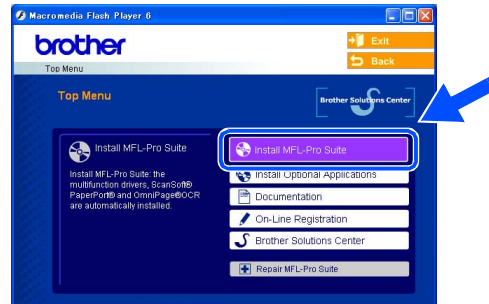 Macromedia Flash Player 6
brother
Exit
Back
Top Menu
Top Menu
Brother Solutions Center
Install MFL-Pro Suite
Install MFL-Pro Suite: the
multifunction drivers, ScanSoft®
PaperPort® and OmniPage®OCR
are automatically installed.
Install MFL-Pro Suite
Install Optional Applications
Documentation
On-Line Registration
Brother Solutions Center
Repair MFL-Pro Suite